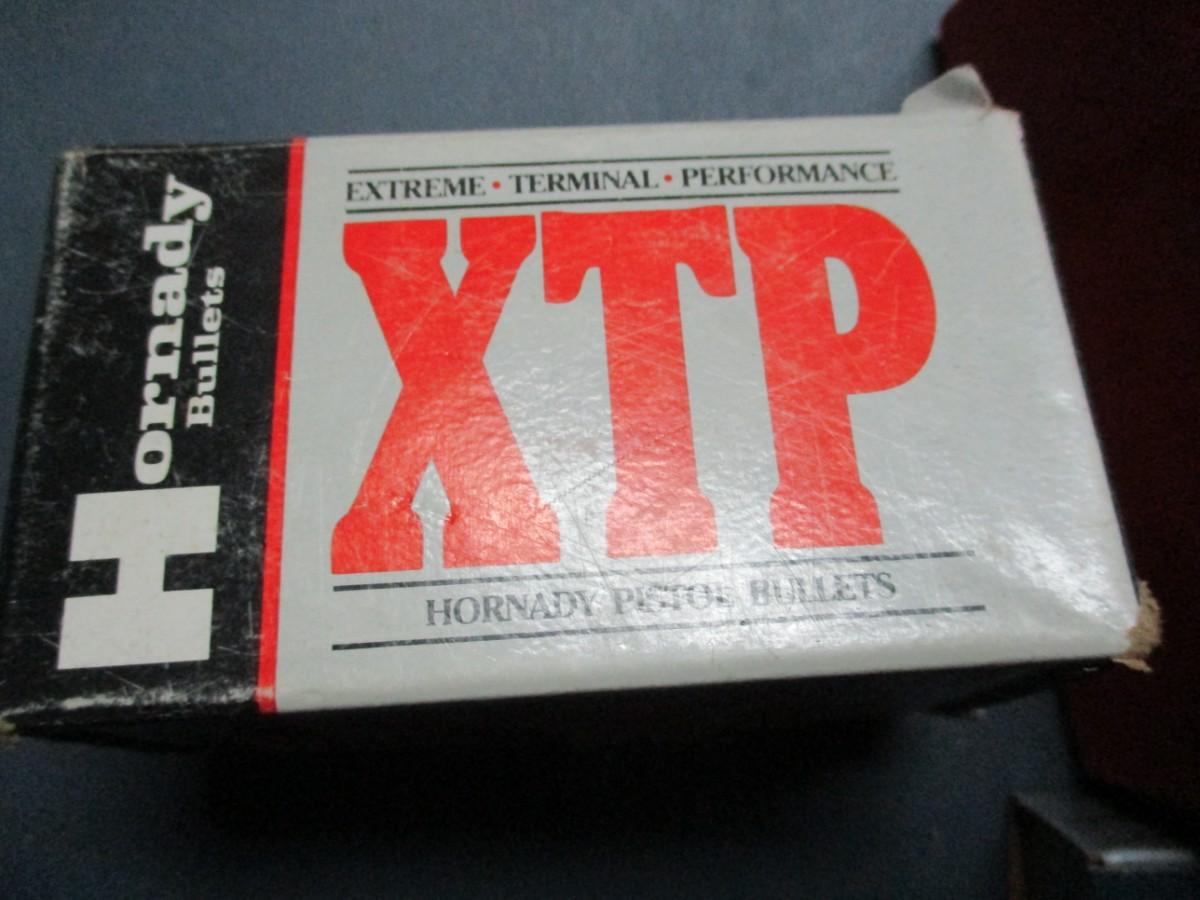 Hornady
Bullets
EXTREME • TERMINAL • PERFORMANCE
XTP
HORNADY PISTOL BULLETS